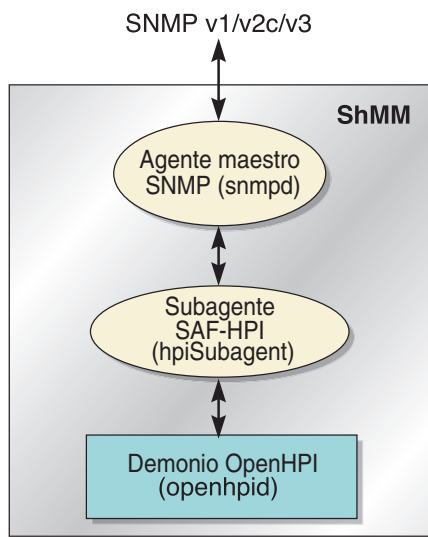 SNMP v1/v2c/v3
ShMM
Agente maestro
SNMP (snmpd)
Subagente
SAF-HPI
(hpiSubagent)
Demonio OpenHPI
(openhpid)